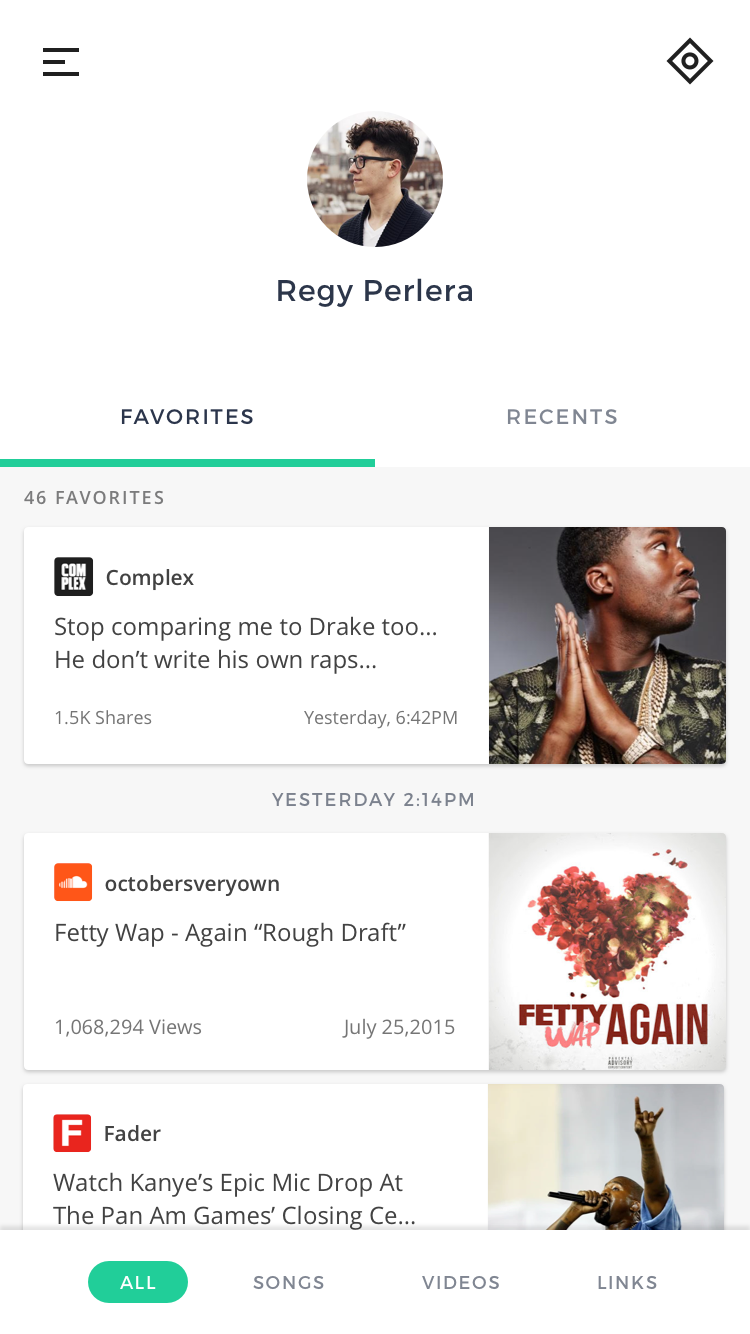 Regy Perlera
FAVORITES
RECENTS
46 FAVORITES
COM
PLEX
Complex
Stop comparing me to Drake too...
He don’t write his own raps...
1.5K Shares
Yesterday, 6:42PM
YESTERDAY 2:14PM
octobersveryown
Fetty Wap - Again “Rough Draft”
1,068,294 Views
July 25,2015
FETTY
WAP
AGAIN
PARENTAL
ADVISORY
EXPLICIT CONTENT
F
Fader
Watch Kanye’s Epic Mic Drop At
The Pan Am Games’ Closing Ce...
ALL
SONGS
VIDEOS
LINKS